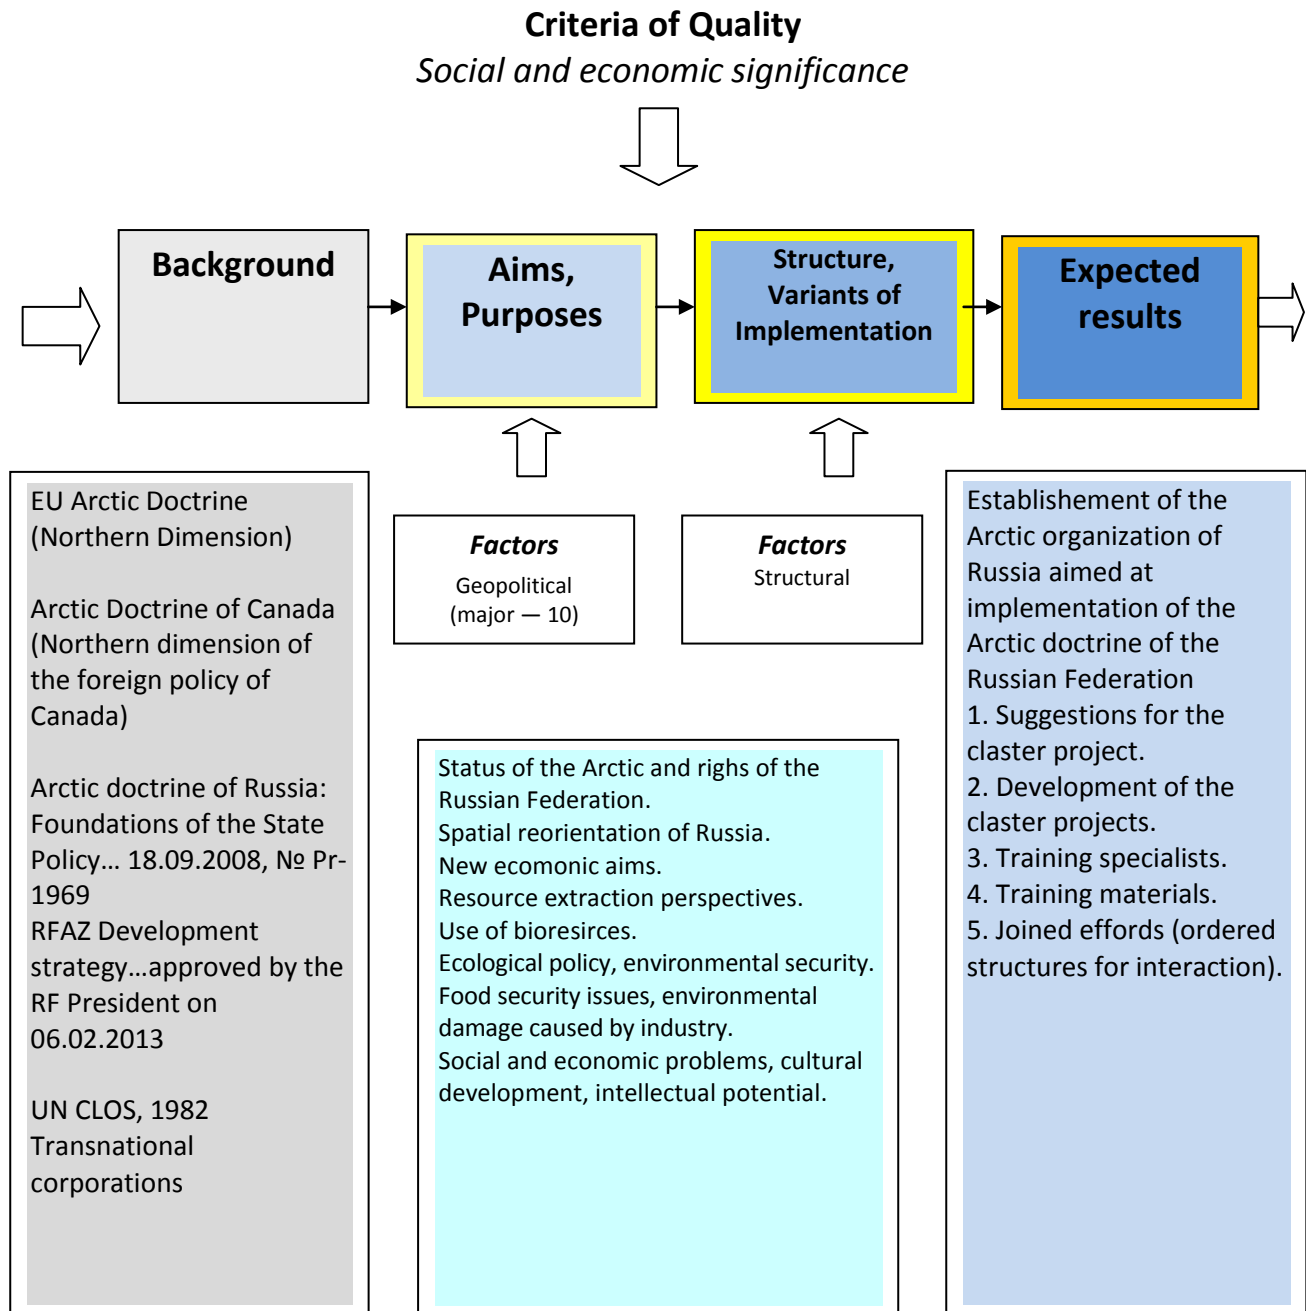 Criteria of Quality
Social and economic significance
Background
Aims,
Purposes
Structure,
Variants of
Implementation
Expected
results
EU Arctic Doctrine
(Northern Dimension)
Arctic Doctrine of Canada
(Northern dimension of
the foreign policy of
Canada)
Arctic doctrine of Russia:
Foundations of the State
Policy... 18.09.2008, № Pr-
1969
RFAZ Development
strategy...approved by the
RF President on
06.02.2013
UN CLOS, 1982
Transnational
corporations
Factors
Geopolitical
(major — 10)
Factors
Structural
Status of the Arctic and righs of the
Russian Federation.
Spatial reorientation of Russia.
New ecomonic aims.
Resource extraction perspectives.
Use of bioresirces.
Ecological policy, environmental security.
Food security issues, environmental
damage caused by industry.
Social and economic problems, cultural
development, intellectual potential.
Establishement of the
Arctic organization of
Russia aimed at
implementation of the
Arctic doctrine of the
Russian Federation
1. Suggestions for the
claster project.
2. Development of the
claster projects.
3. Training specialists.
4. Training materials.
5. Joined effords (ordered
structures for interaction).